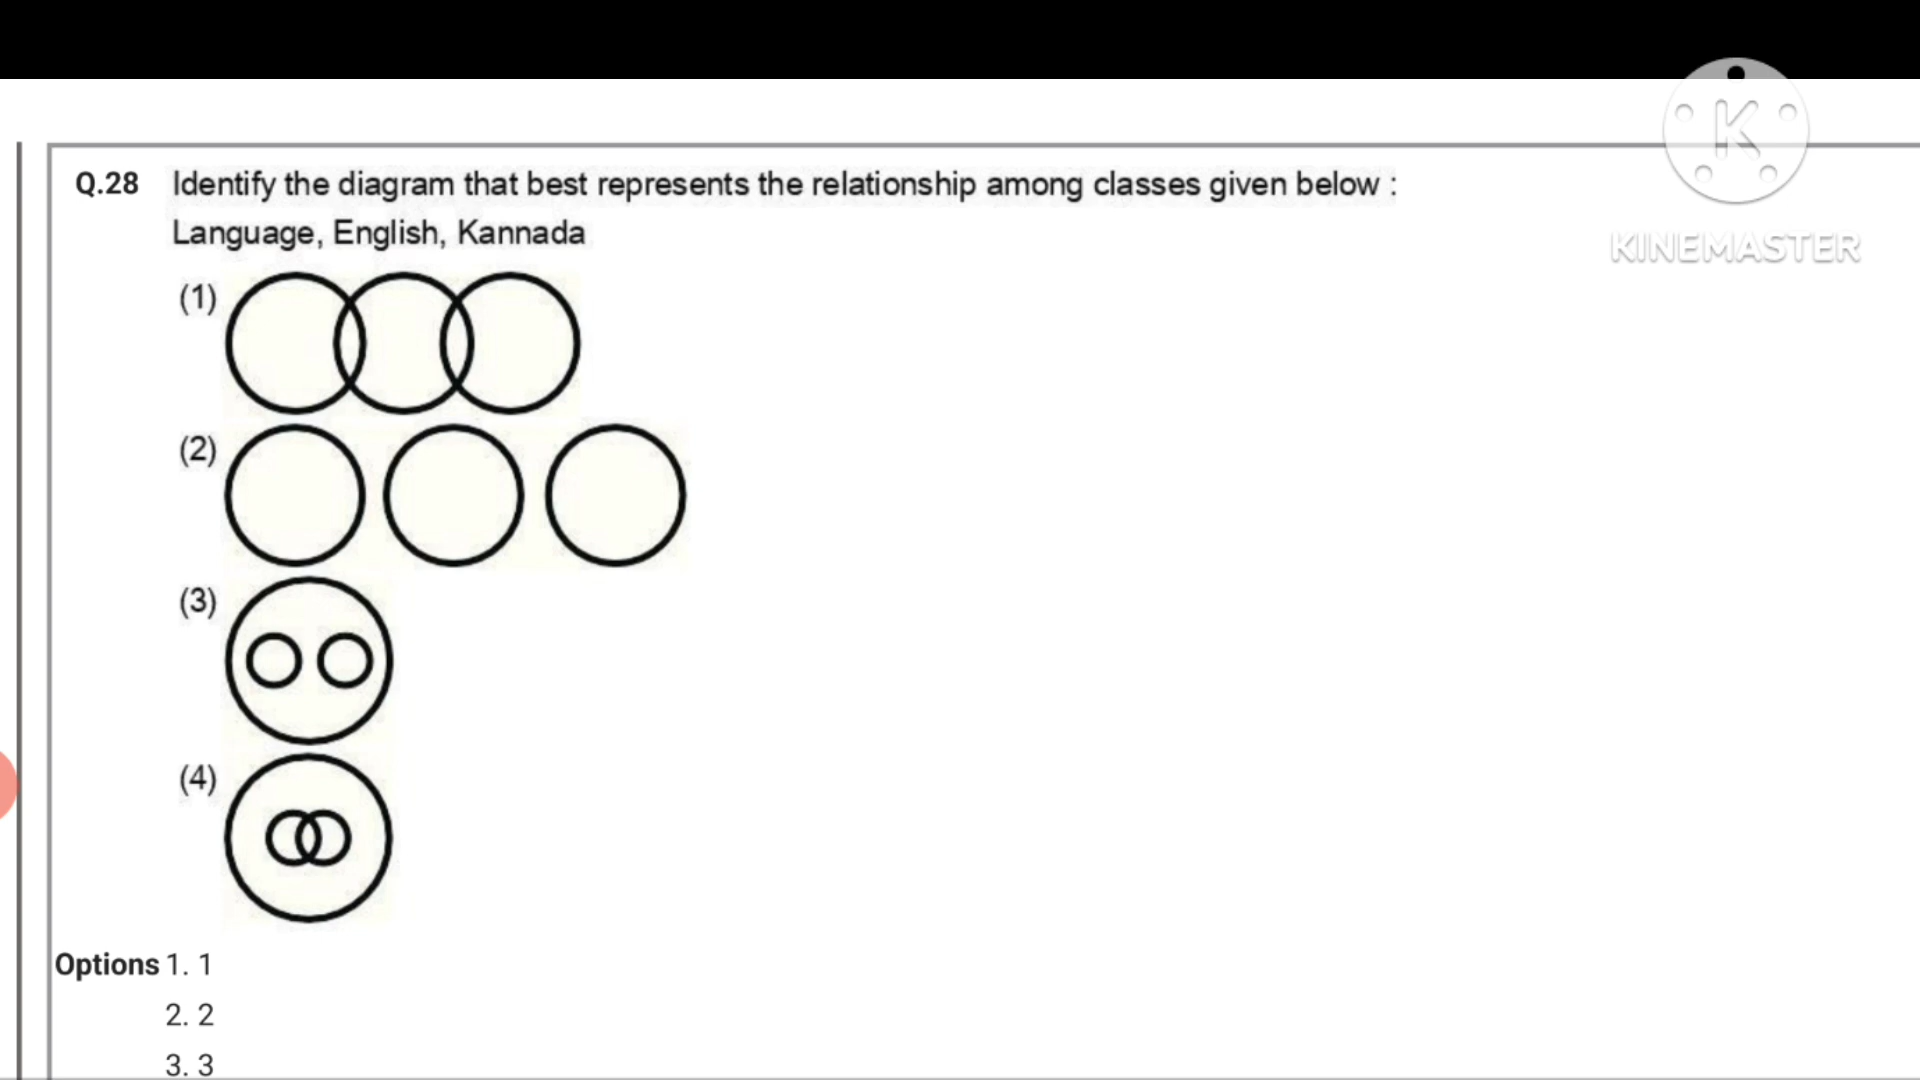 K
KINEMASTER
Q.28 Identify the diagram that best represents the relationship among classes given below :
Language, English, Kannada
(1)
(2)
(3)
(4)
Options 1. 1
2. 2
3. 3